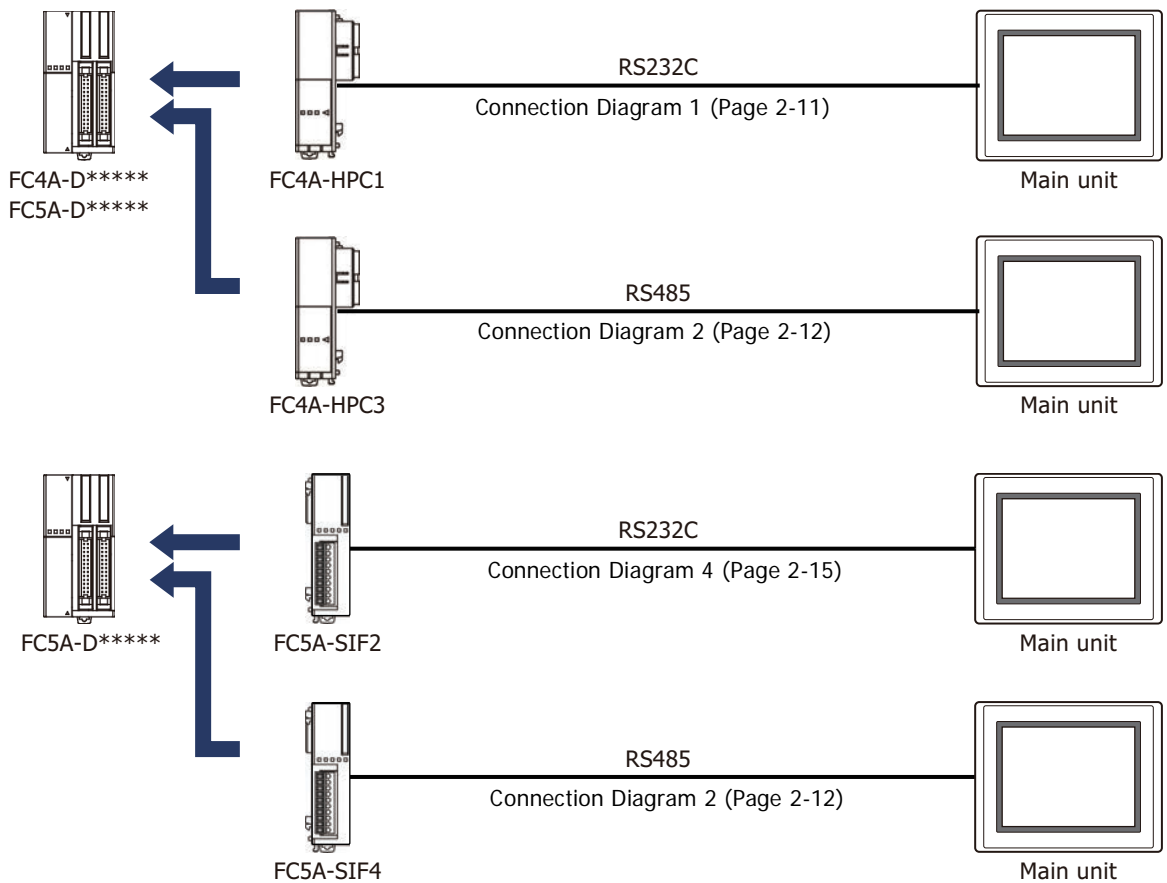 RS232C
Connection Diagram 1 (Page 2-11)
FC4A-D*****
FC5A-D*****
FC4A-HPC1
Main unit
RS485
Connection Diagram 2 (Page 2-12)
FC4A-HPC3
Main unit
RS232C
Connection Diagram 4 (Page 2-15)
FC5A-D*****
FC5A-SIF2
Main unit
RS485
Connection Diagram 2 (Page 2-12)
FC5A-SIF4
Main unit